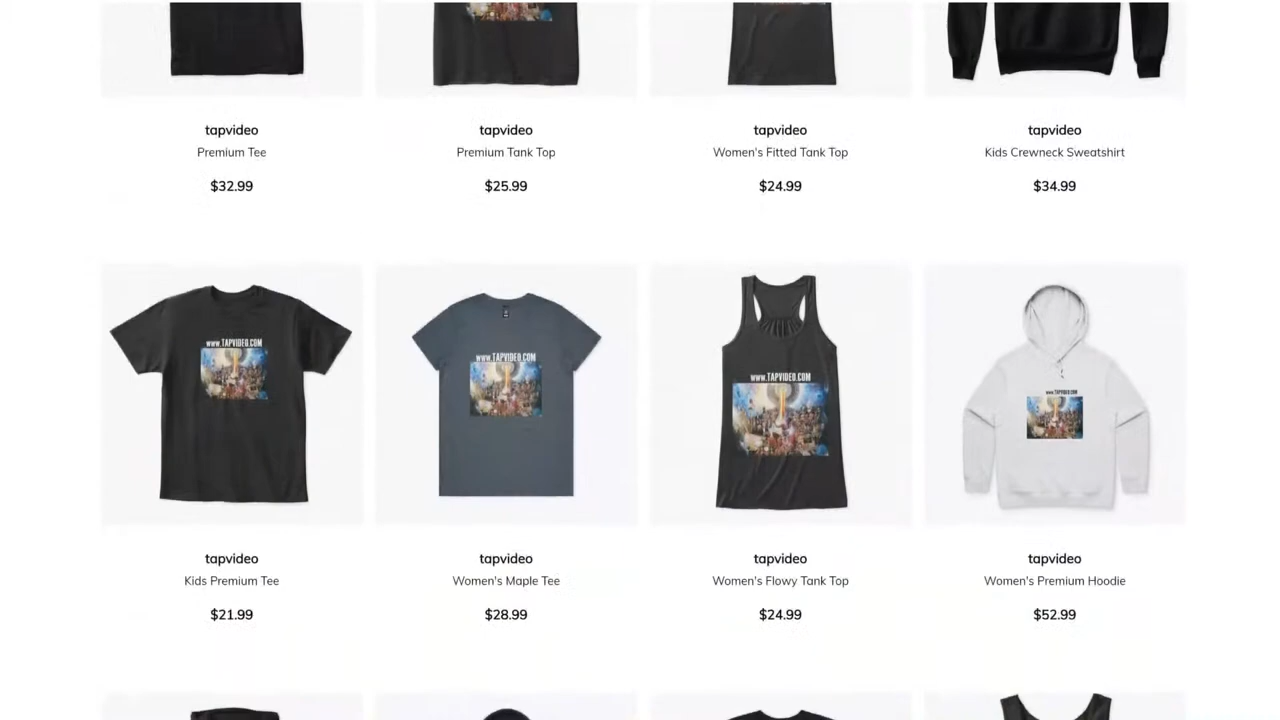 tapvideo
Premium Tee
$32.99
tapvideo
Premium Tank Top
$25.99
tapvideo
Women's Fitted Tank Top
$24.99
tapvideo
Kids Crewneck Sweatshirt
$34.99
www.TAPVIDEO.COM
www.TAPVIDEO.COM
www.TAPVIDEO.COM
www.TAPVIDEO.COM
tapvideo
Kids Premium Tee
$21.99
tapvideo
Women's Maple Tee
$28.99
tapvideo
Women's Flowy Tank Top
$24.99
tapvideo
Women's Premium Hoodie
$52.99